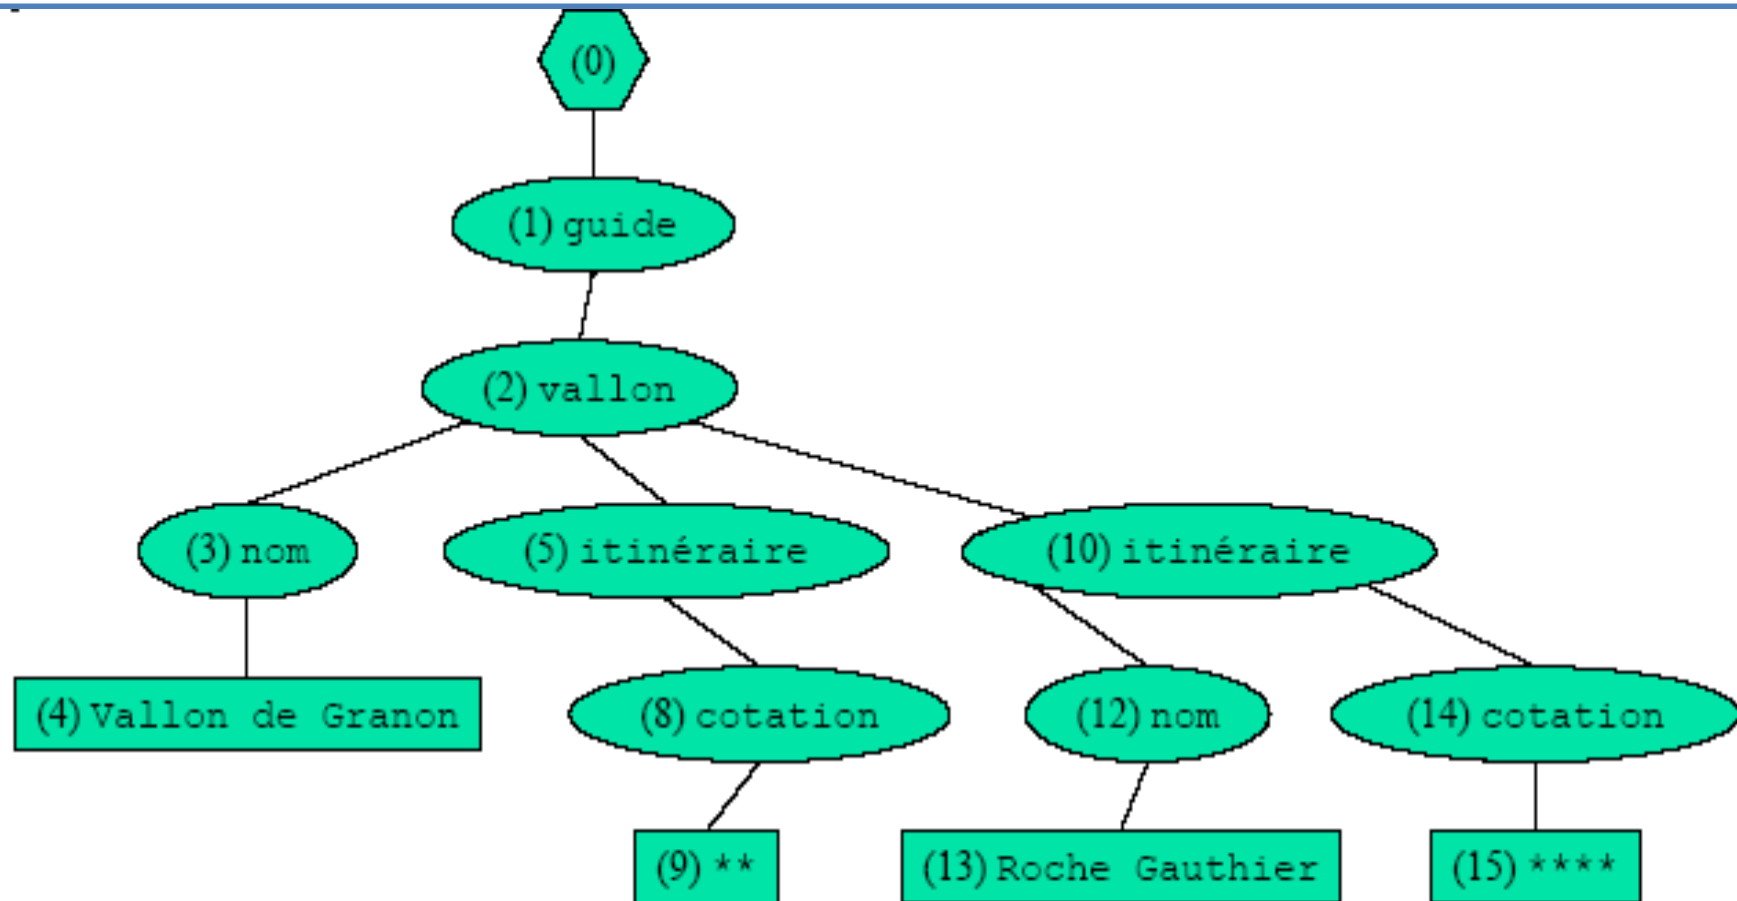 (0)
(1) guide
(2) vallon
(3) nom
(5) itinéraire
(10) itinéraire
(4) Vallon de Granon
(8) cotation
(12) nom
(14) cotation
(9) **
(13) Roche Gauthier
(15) ****